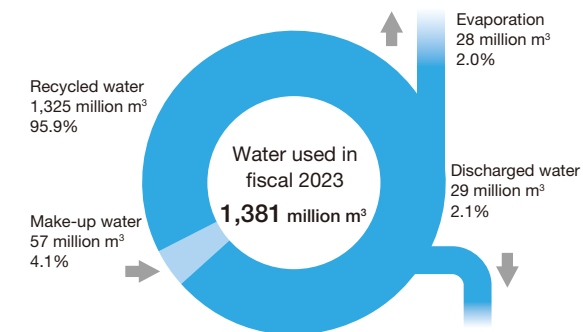 Evaporation
28 million m³
2.0%
Recycled water
1,325 million m³
95.9%
Water used in
fiscal 2023
1,381 million m³
Discharged water
29 million m³
2.1%
Make-up water
57 million m³
4.1%